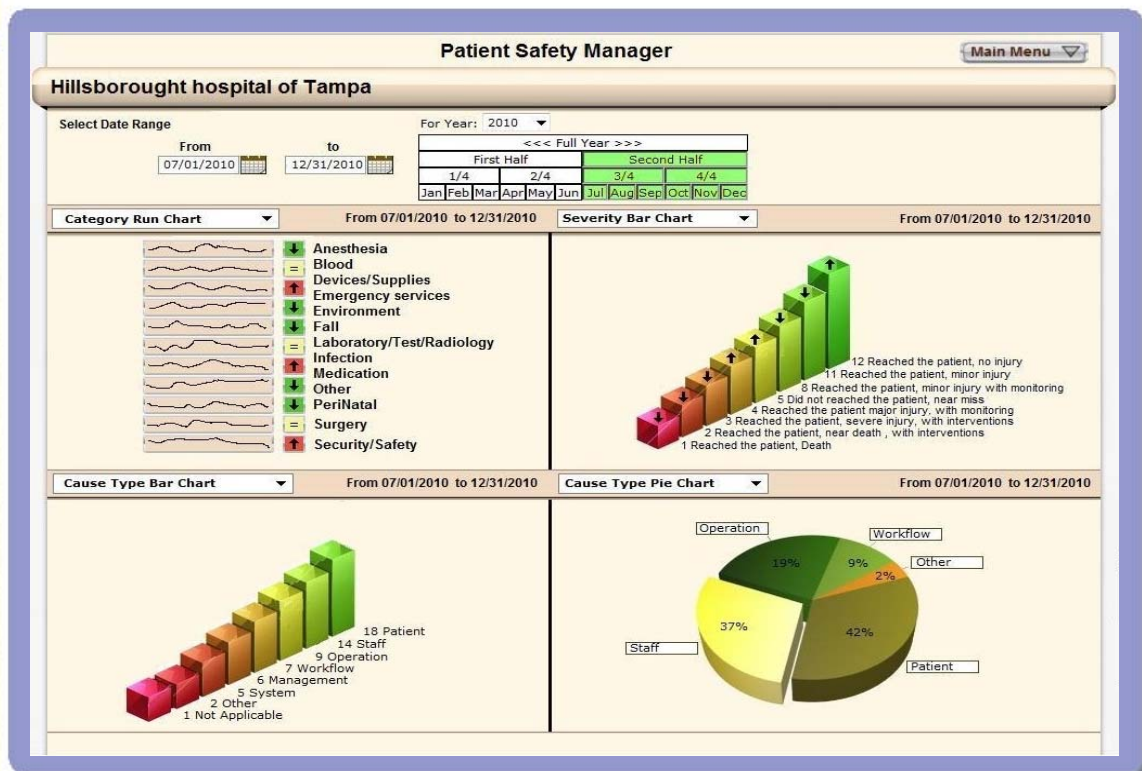 Patient Safety Manager
Main Menu
Hillsborought hospital of Tampa
Select Date Range
For Year: 2010
From to
07/01/2010 12/31/2010
<<< Full Year >>>
First Half Second Half
1/4 2/4 3/4 4/4
Jan Feb Mar Apr May Jun Jul Aug Sep Oct Nov Dec
Category Run Chart From 07/01/2010 to 12/31/2010
Severity Bar Chart From 07/01/2010 to 12/31/2010
Anesthesia
= Blood
Devices/Supplies
Emergency services
Environment
Fall
= Laboratory/Test/Radiology
Infection
Medication
Other
PeriNatal
= Surgery
Security/Safety
12 Reached the patient, no injury
11 Reached the patient, minor injury
8 Reached the patient, minor injury with monitoring
5 Did not reached the patient, near miss
4 Reached the patient major injury, with monitoring
3 Reached the patient, severe injury, with interventions
2 Reached the patient, near death , with interventions
1 Reached the patient, Death
Cause Type Bar Chart From 07/01/2010 to 12/31/2010
Cause Type Pie Chart From 07/01/2010 to 12/31/2010
18 Patient
14 Staff
9 Operation
7 Workflow
6 Management
5 System
2 Other
1 Not Applicable
Operation
Workflow
Other
19%
9%
2%
37%
42%
Staff
Patient